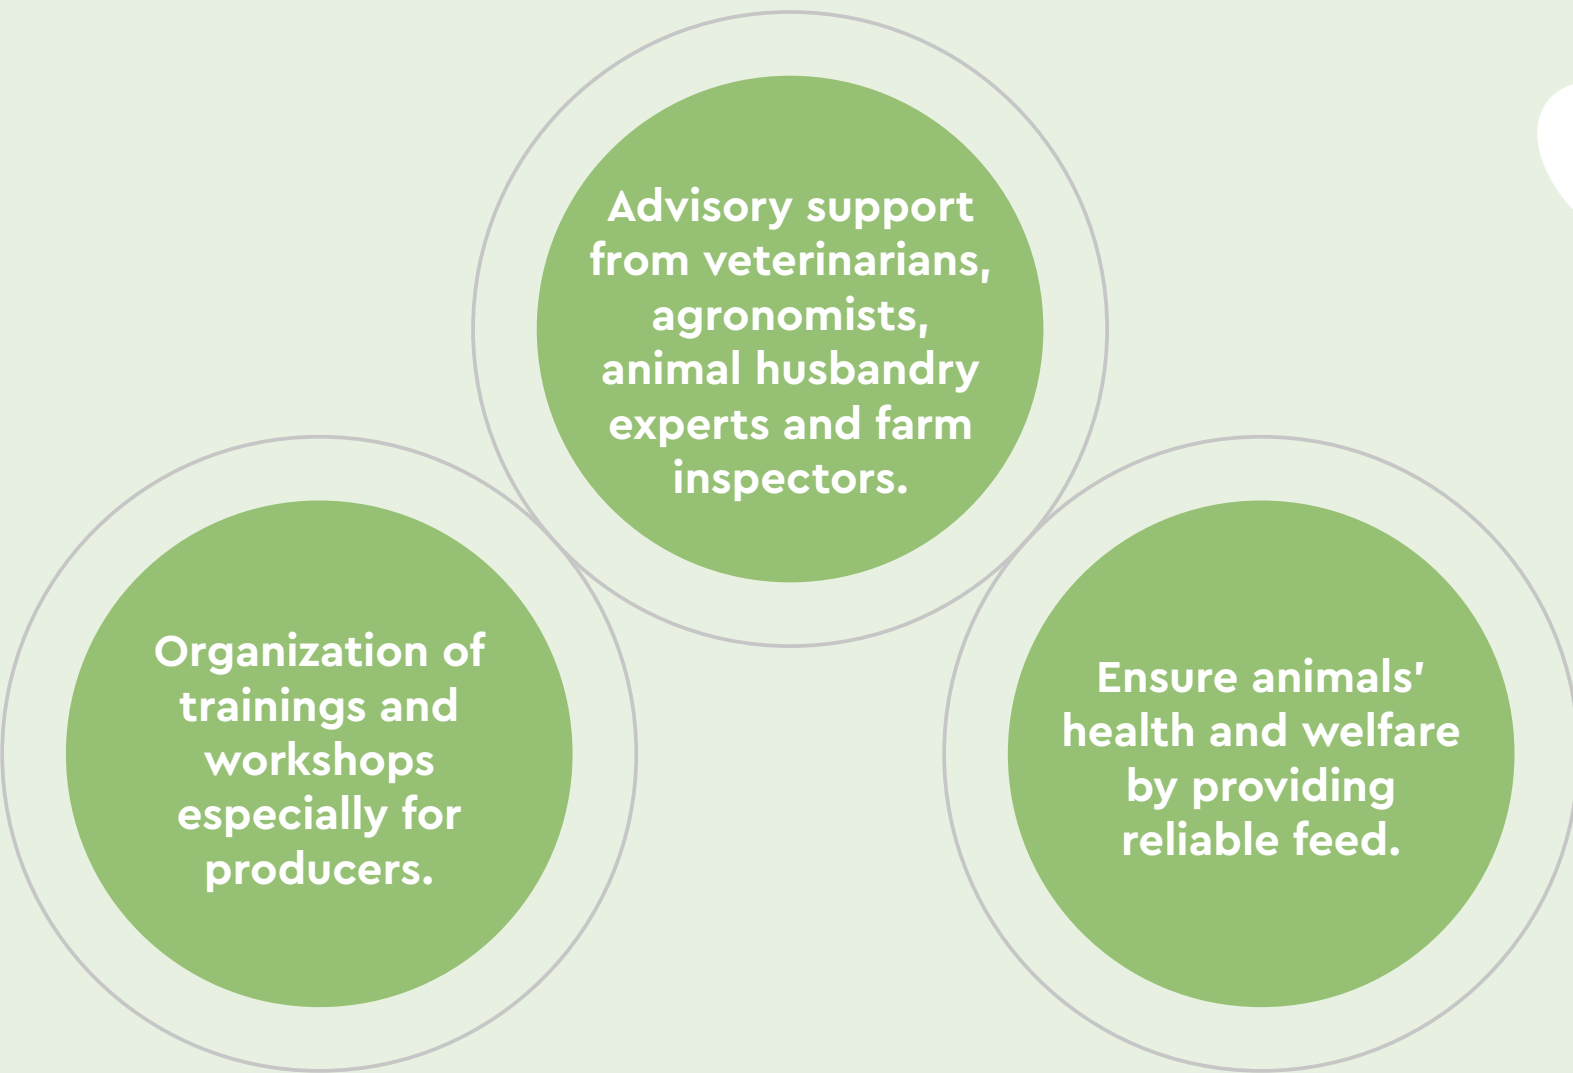 Advisory support
from veterinarians,
agronomists,
animal husbandry
experts and farm
inspectors.
Organization of
trainings and
workshops
especially for
producers.
Ensure animals'
health and welfare
by providing
reliable feed.